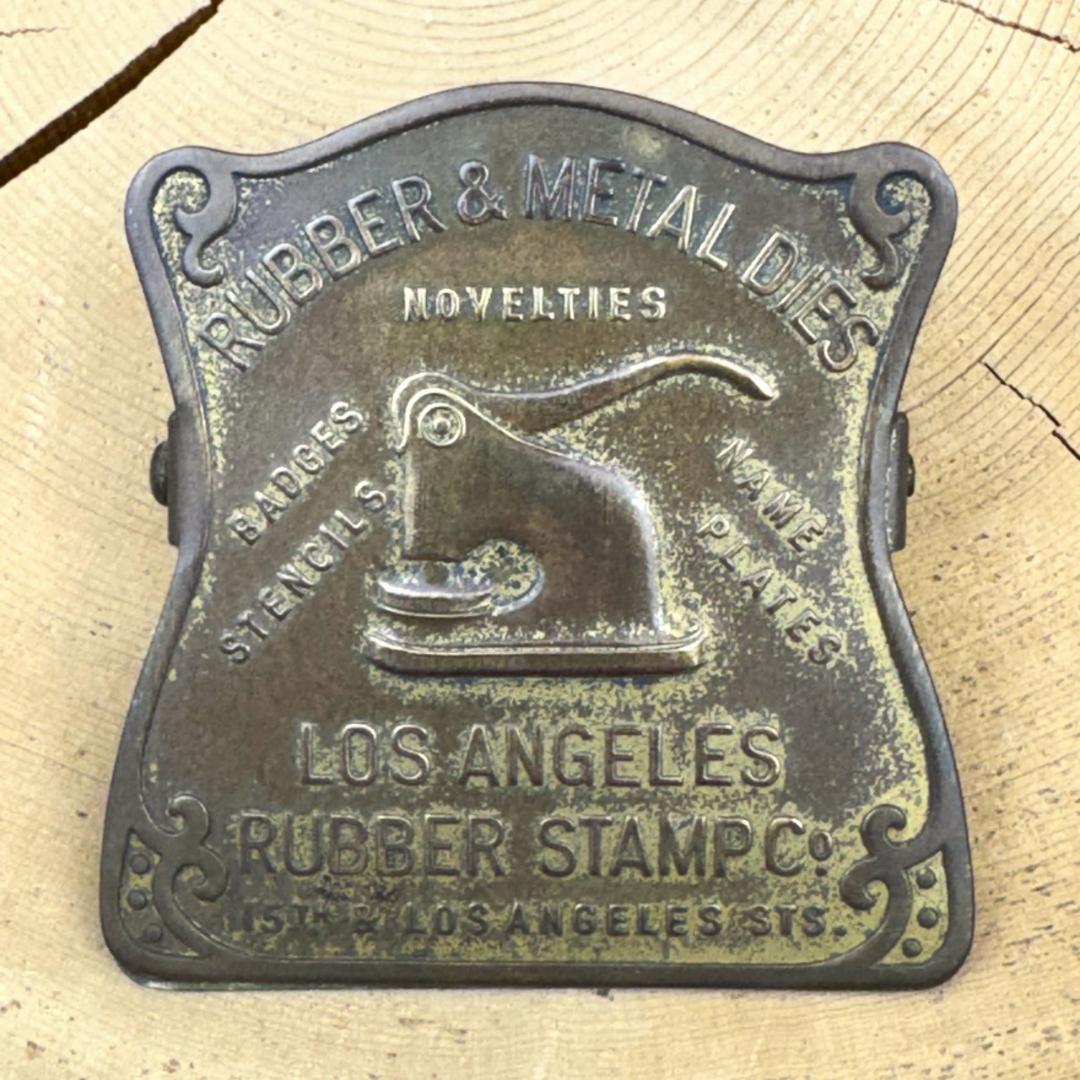 RUBBER & METAL DIES
NOVELTIES
BADGES
STENCILS
NAME
PLATES
LOS ANGELES
RUBBER STAMP Co
15TH & LOS ANGELES STS.